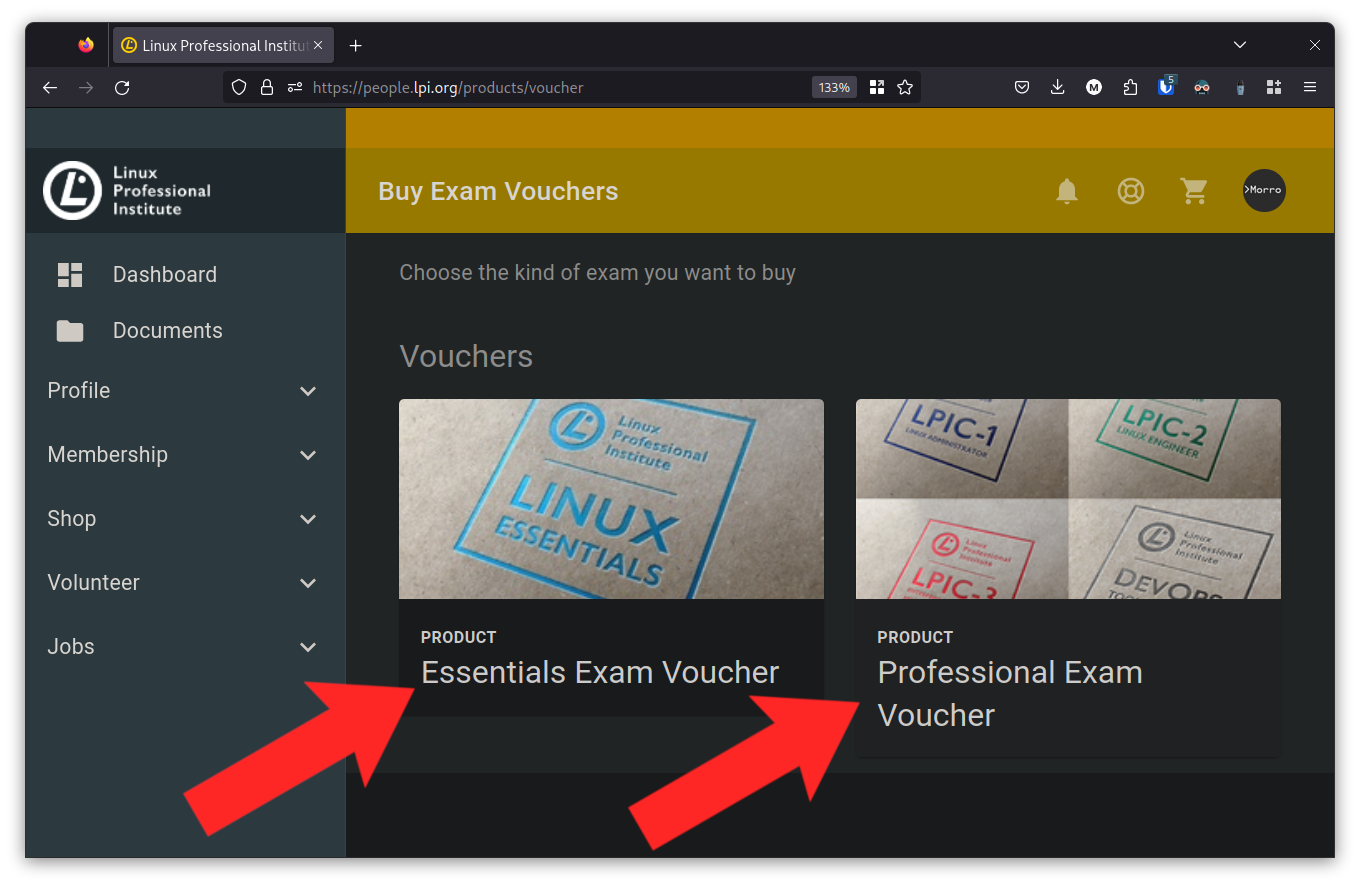 Linux Professional Institu
https://people.lpi.org/products/voucher
133%
M
5
Linux
Professional
Institute
Buy Exam Vouchers
>Morro
Dashboard
Documents
Profile
Membership
Shop
Volunteer
Jobs
Choose the kind of exam you want to buy
Vouchers
Linux
Professional
Institute
LINUX
ESSENTIALS
LPIC-1
LINUX ADMINISTRATOR
LPIC-2
LINUX ENGINEER
Linux
Professional
Institute
LPIC-3
Linux
Professional
Institute
DEVOPS
PRODUCT
Essentials Exam Voucher
PRODUCT
Professional Exam
Voucher